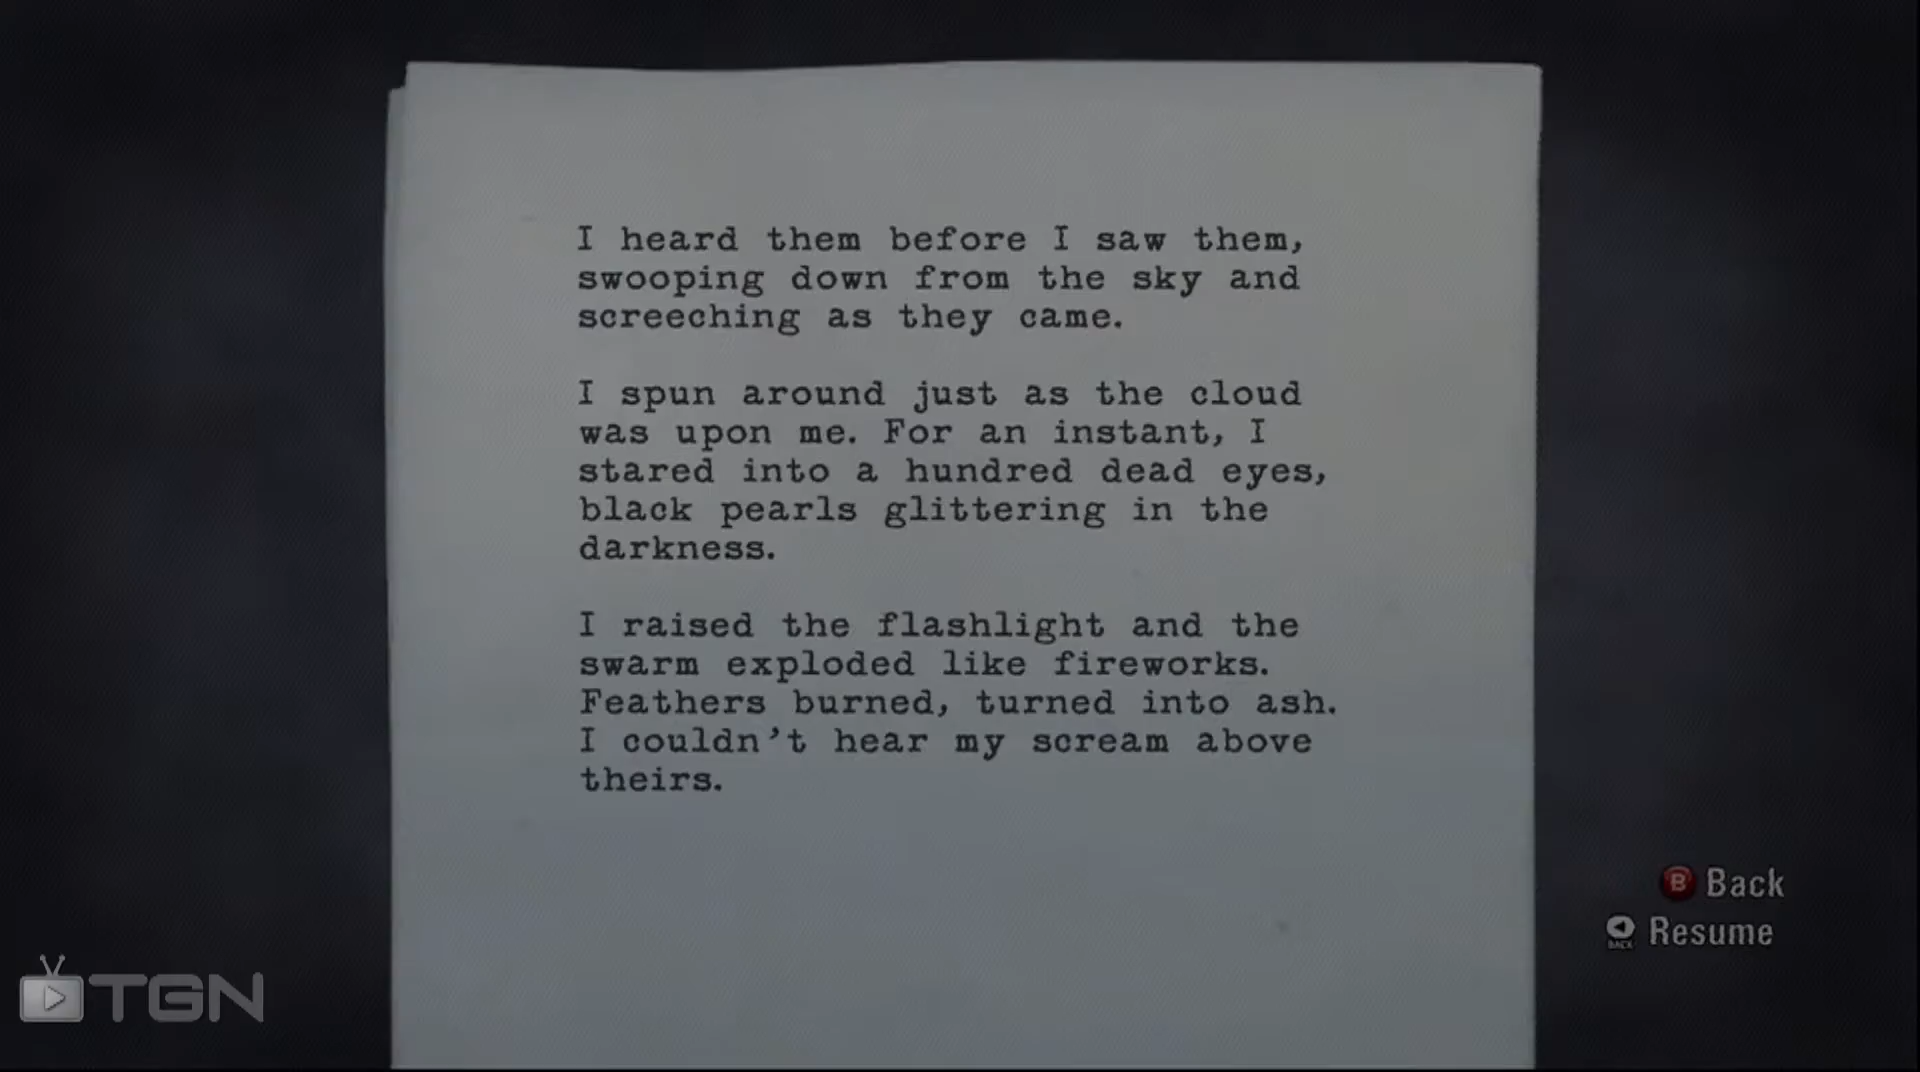 I heard them before I saw them,
swooping down from the sky and
screeching as they came.
I spun around just as the cloud
was upon me. For an instant, I
stared into a hundred dead eyes,
black pearls glittering in the
darkness.
I raised the flashlight and the
swarm exploded like fireworks.
Feathers burned, turned into ash.
I couldn't hear my scream above
theirs.
B Back
BACK Resume
TGN